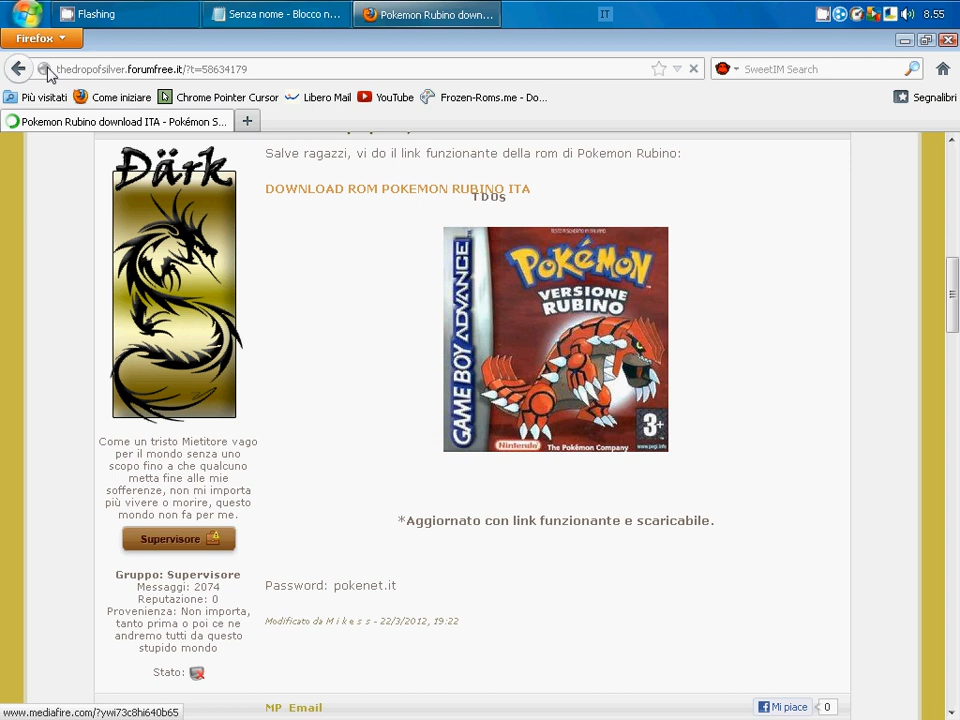 Flashing
Senza nome - Blocco n...
Pokemon Rubino down...
IT
8.55
Firefox
thedropofsilver.forumfree.it/?t=58634179
SweetIM Search
Più visitati
Come iniziare
Chrome Pointer Cursor
Libero Mail
YouTube
Frozen-Roms.me - Do...
Segnalibri
Pokemon Rubino download ITA - Pokémon S...
Därk
Salve ragazzi, vi do il link funzionante della rom di Pokemon Rubino:
DOWNLOAD ROM POKEMON RUBINO ITA
TDOs
GAME BOY ADVANCE
POKéMON
VERSIONE
RUBINO
3+
Nintendo
The Pokémon Company
Come un tristo Mietitore vago
per il mondo senza uno
scopo fino a che qualcuno
metta fine alle mie
sofferenze, non mi importa
più vivere o morire, questo
mondo non fa per me.
*Aggiornato con link funzionante e scaricabile.
Supervisore
Gruppo: Supervisore
Messaggi: 2074
Reputazione: 0
Provenienza: Non importa,
tanto prima o poi ce ne
andremo tutti da questo
stupido mondo
Stato:
Password: pokenet.it
Modificato da M i k e s s - 22/3/2012, 19:22
MP Email
Mi piace
0
www.mediafire.com/?ywi73c8hi640b65